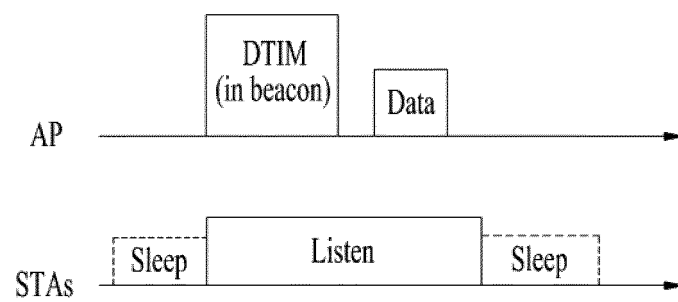 DTIM
(in beacon)
Data
AP
Sleep
Listen
Sleep
STAs